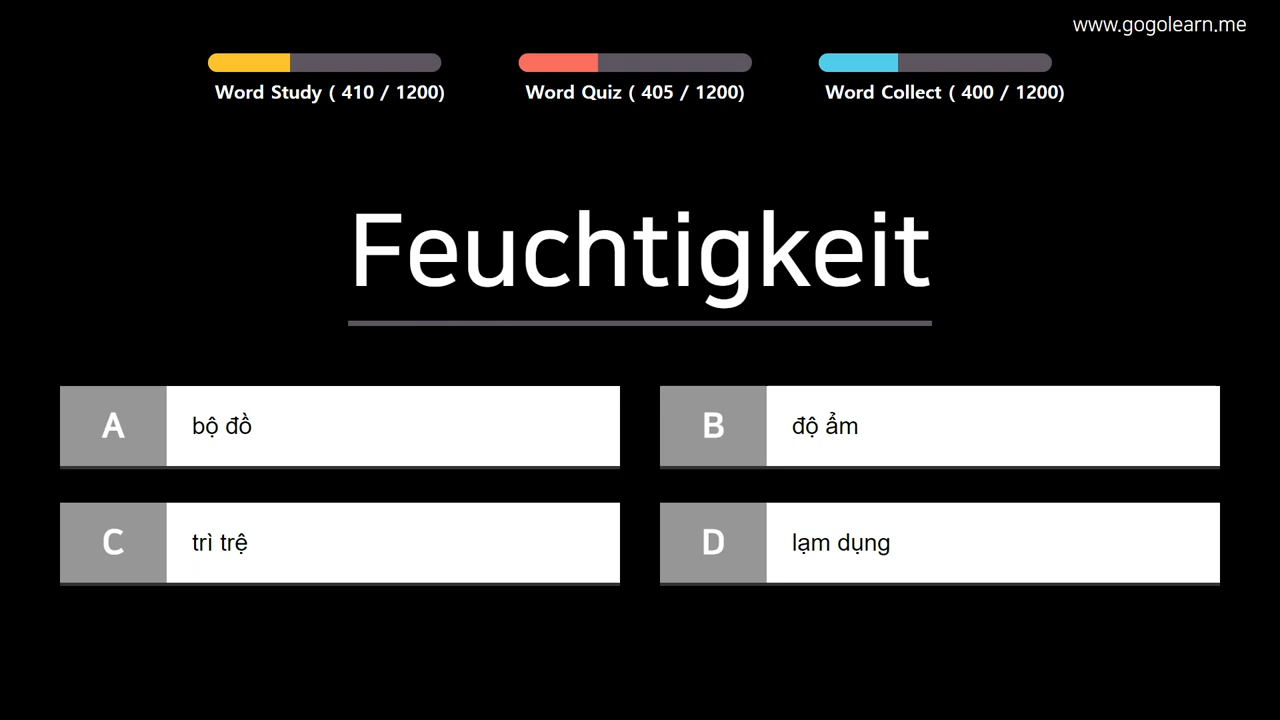 www.gogolearn.me
Word Study ( 410 / 1200)
Word Quiz ( 405 / 1200)
Word Collect ( 400 / 1200)
Feuchtigkeit
A bộ đồ
B độ ẩm
C trì trệ
D lạm dụng